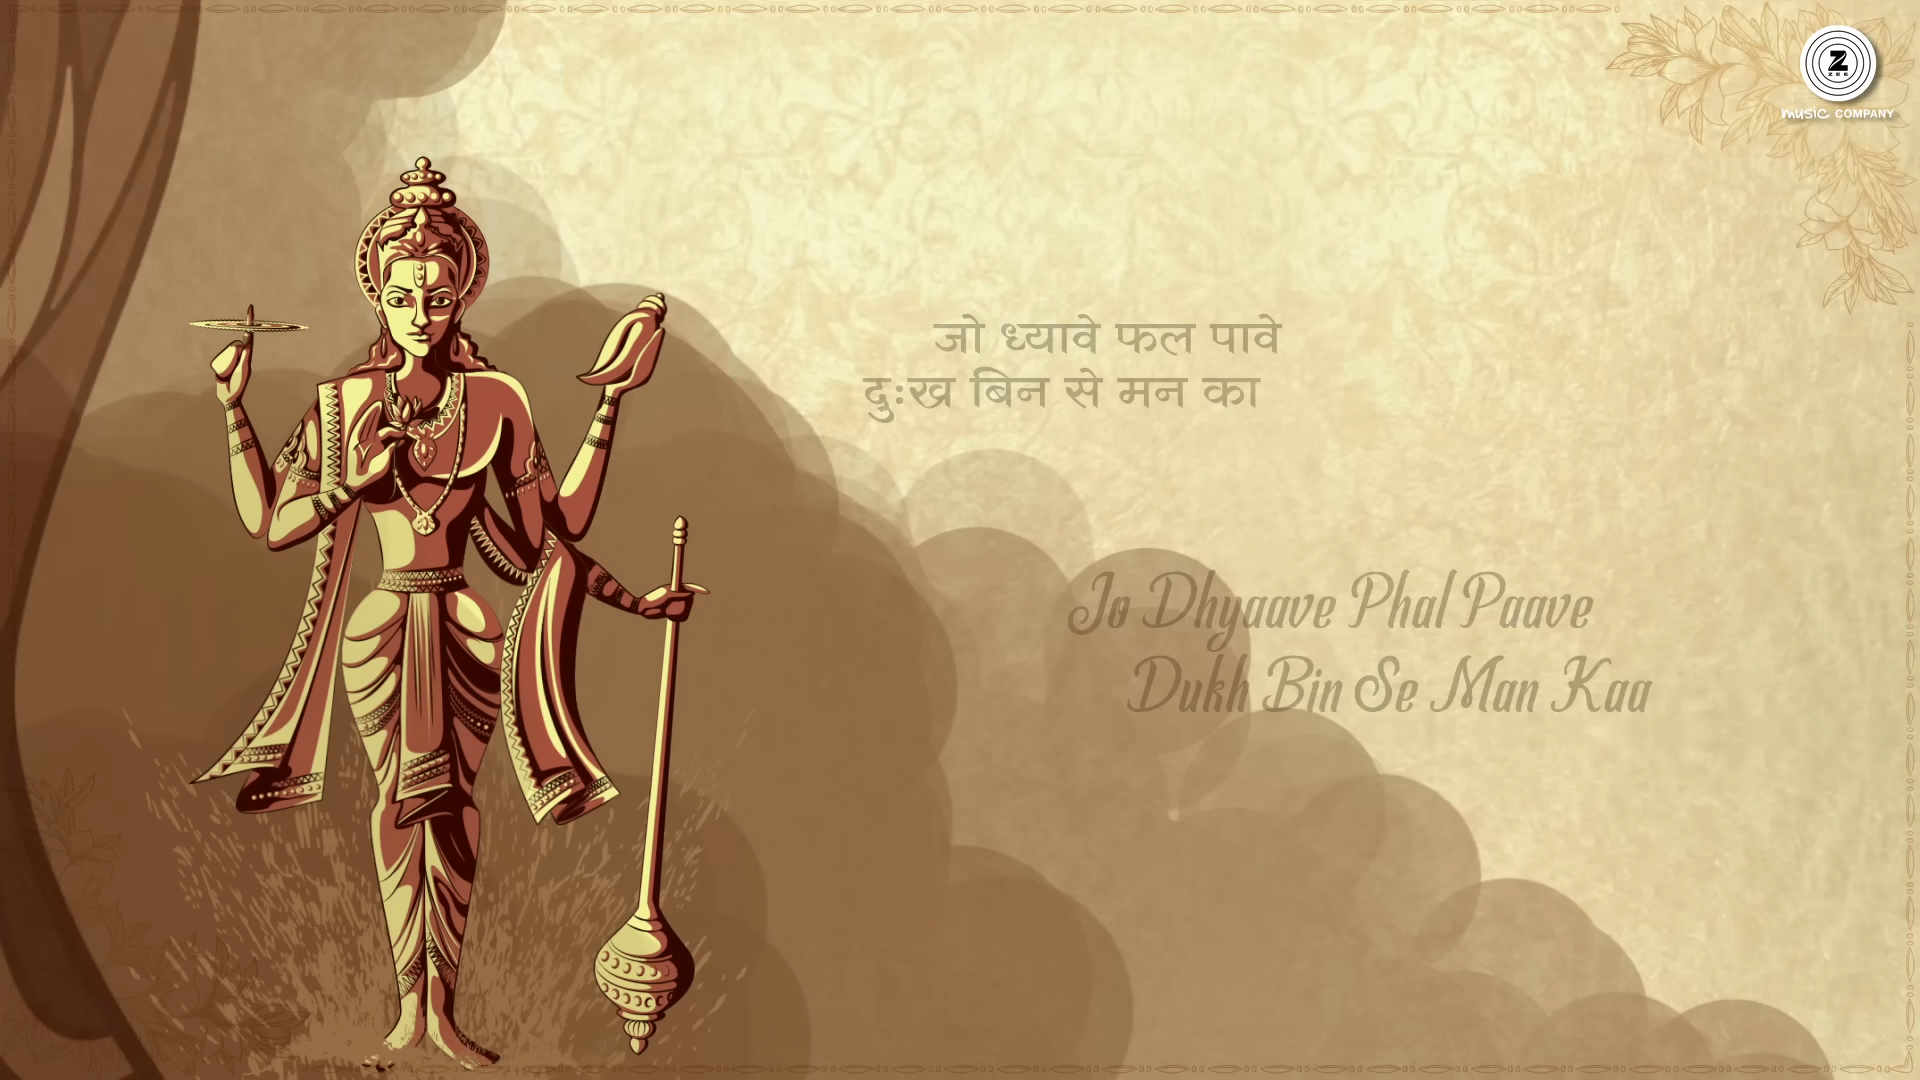 Z
ZEE
music COMPANY
जो ध्यावे फल पावे
दुःख बिन से मन का
Jo Dhyaave Phal Paave
Dukh Bin Se Man Kaa